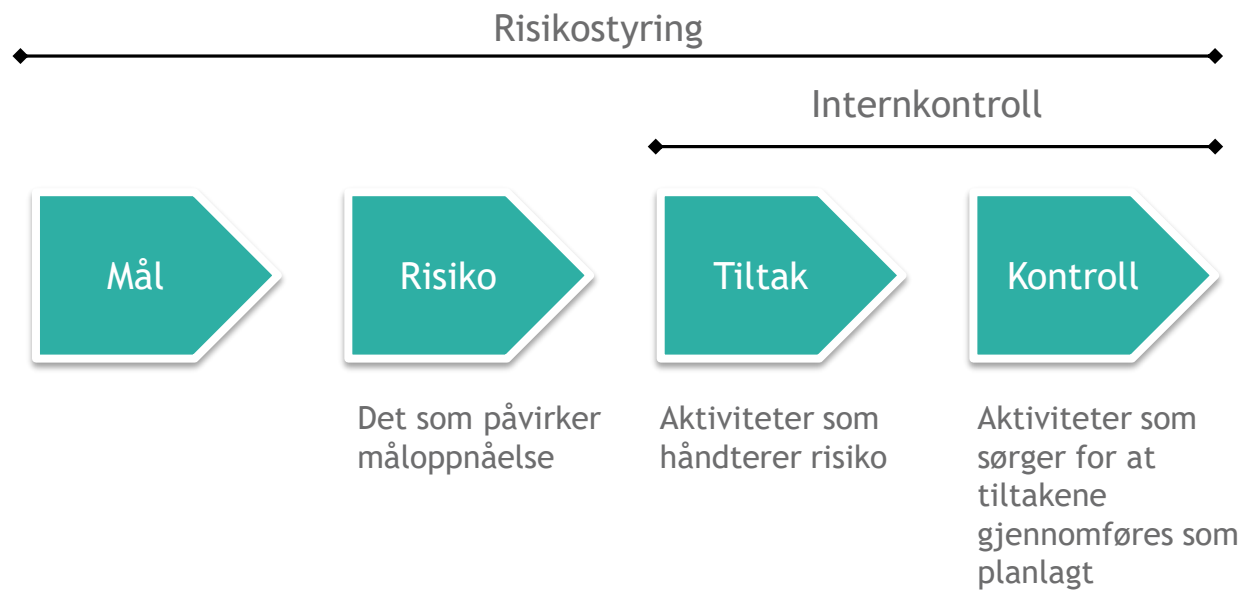 Risikostyring
Internkontroll
Mål
Risiko
Tiltak
Kontroll
Det som påvirker
måloppnåelse
Aktiviteter som
håndterer risiko
Aktiviteter som
sørger for at
tiltakene
gjennomføres som
planlagt